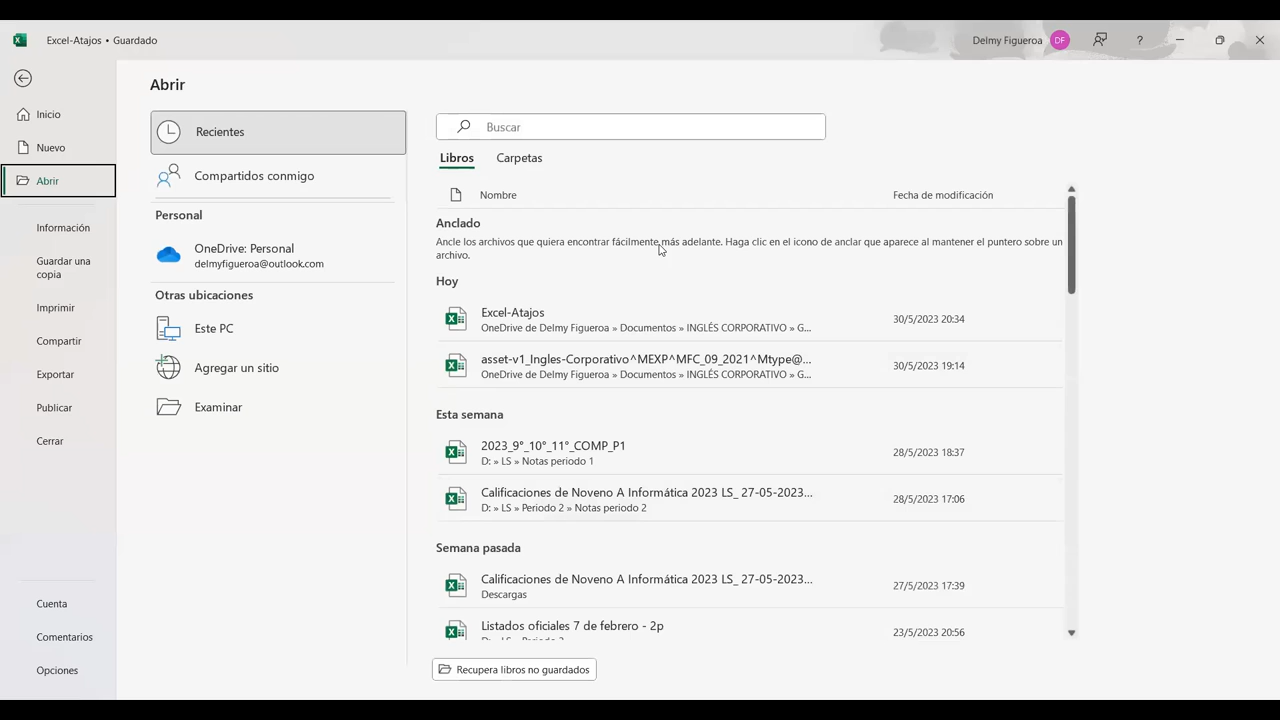 Excel-Atajos • Guardado
Delmy Figueroa
DF
?
Inicio
Nuevo
Abrir
Información
Guardar una
copia
Imprimir
Compartir
Exportar
Publicar
Cerrar
Cuenta
Comentarios
Opciones
Abrir
Recientes
Compartidos conmigo
Personal
OneDrive: Personal
delmyfigueroa@outlook.com
Otras ubicaciones
Este PC
Agregar un sitio
Examinar
Buscar
Libros Carpetas
Nombre Fecha de modificación
Anclado
Ancle los archivos que quiera encontrar fácilmente más adelante. Haga clic en el icono de anclar que aparece al mantener el puntero sobre un
archivo.
Hoy
Excel-Atajos
OneDrive de Delmy Figueroa » Documentos » INGLÉS CORPORATIVO » G...
30/5/2023 20:34
asset-v1_Ingles-Corporativo^MEXP^MFC_09_2021^Mtype@...
OneDrive de Delmy Figueroa » Documentos » INGLÉS CORPORATIVO » G...
30/5/2023 19:14
Esta semana
2023_9°_10°_11°_COMP_P1
D: » LS » Notas periodo 1
28/5/2023 18:37
Calificaciones de Noveno A Informática 2023 LS_ 27-05-2023...
D: » LS » Periodo 2 » Notas periodo 2
28/5/2023 17:06
Semana pasada
Calificaciones de Noveno A Informática 2023 LS_ 27-05-2023...
Descargas
27/5/2023 17:39
Listados oficiales 7 de febrero - 2p
D: » LS » Periodo 2
23/5/2023 20:56
Recupera libros no guardados